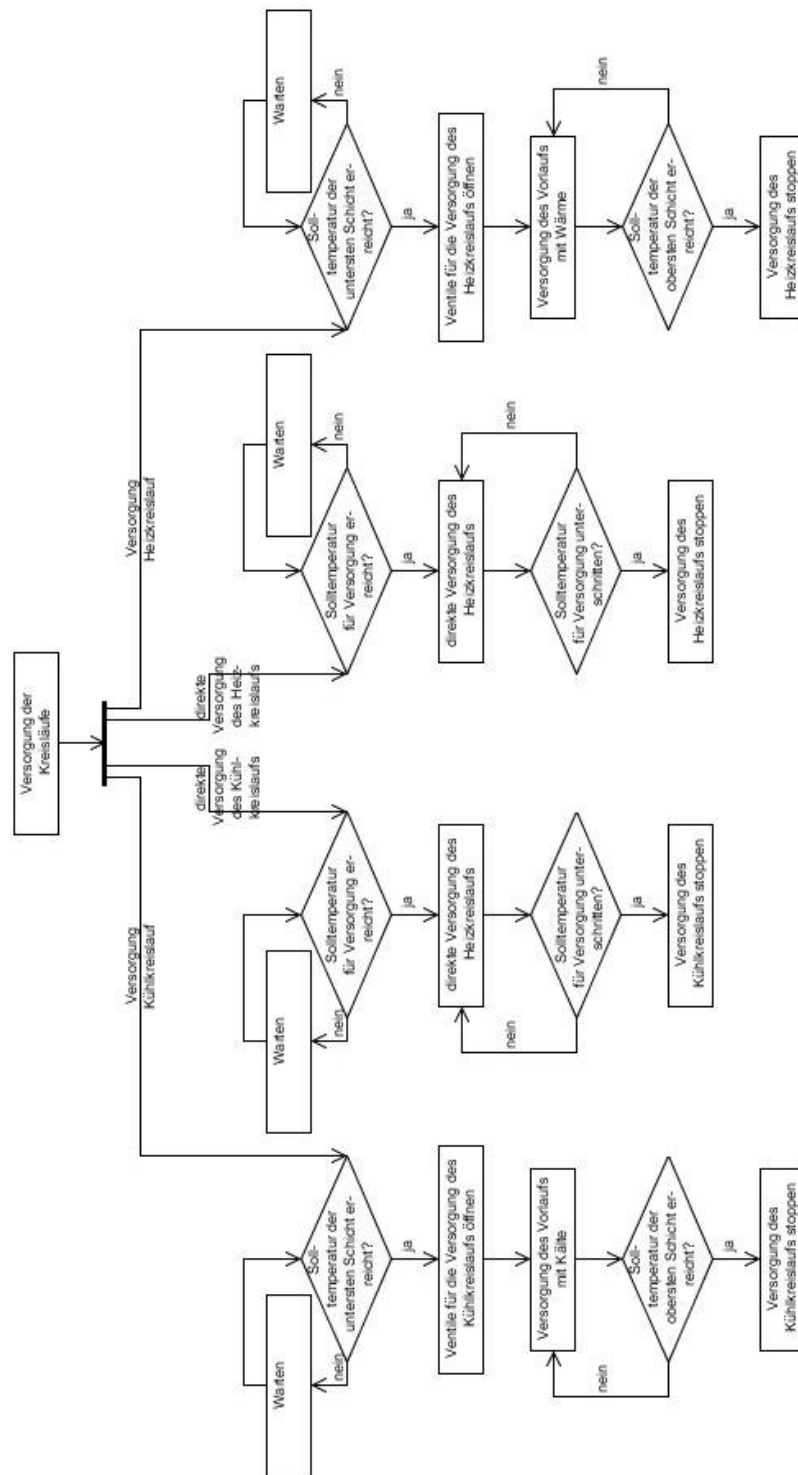 Versorgung der
Kreisläufe
Versorgung
Kühlkreislauf
direkte
Versorgung
des Kühl-
kreislaufs
direkte
Versorgung
des Heiz-
kreislaufs
Versorgung
Heizkreislauf
Warten
nein
Soll-
temperatur der
untersten Schicht er-
reicht?
ja
Ventile für die Versorgung des
Kühlkreislaufs öffnen
Versorgung des Vorlaufs
mit Kälte
nein
Soll-
temperatur der
obersten Schicht er-
reicht?
ja
Versorgung des
Kühlkreislaufs stoppen
Warten
nein
Solltemperatur
für Versorgung er-
reicht?
ja
direkte Versorgung des
Heizkreislaufs
nein
Solltemperatur
für Versorgung unter-
schritten?
ja
Versorgung des
Kühlkreislaufs stoppen
Warten
nein
Solltemperatur
für Versorgung er-
reicht?
ja
direkte Versorgung des
Heizkreislaufs
nein
Solltemperatur
für Versorgung unter-
schritten?
ja
Versorgung des
Heizkreislaufs stoppen
Warten
nein
Soll-
temperatur der
untersten Schicht er-
reicht?
ja
Ventile für die Versorgung des
Heizkreislaufs öffnen
Versorgung des Vorlaufs
mit Wärme
nein
Soll-
temperatur der
obersten Schicht er-
reicht?
ja
Versorgung des
Heizkreislaufs stoppen